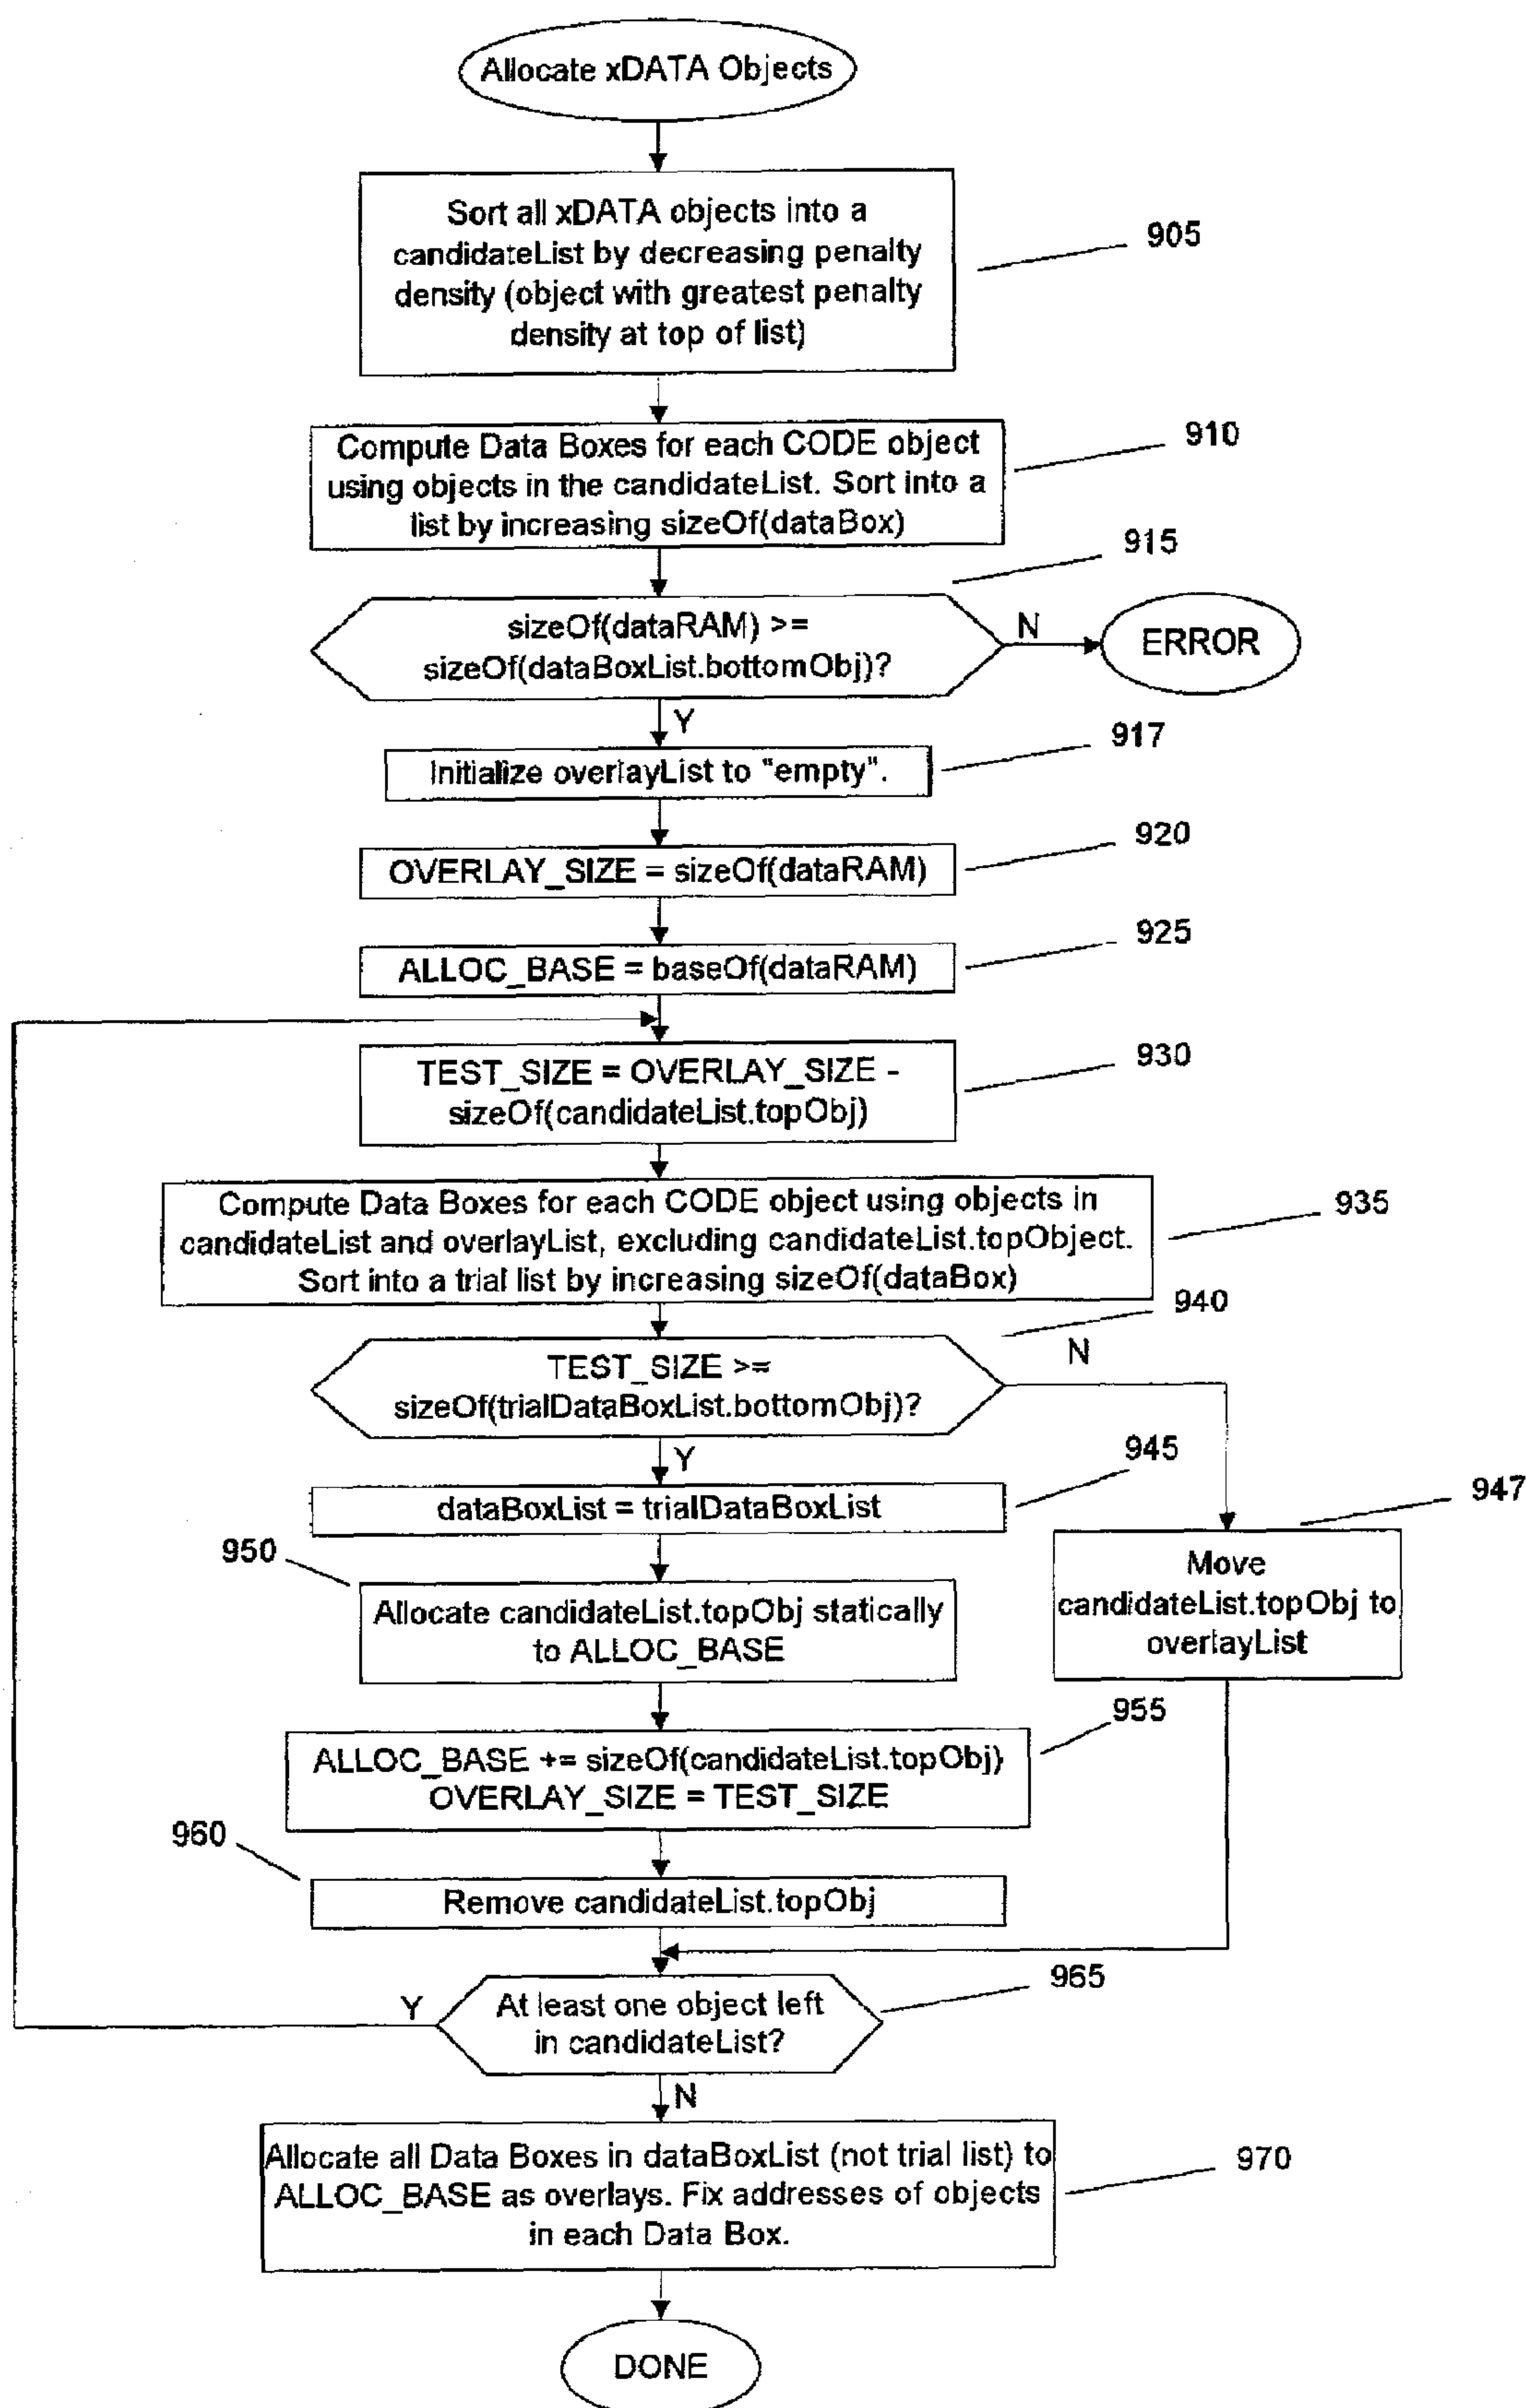 Allocate xDATA Objects
Sort all xDATA objects into a
candidateList by decreasing penalty
density (object with greatest penalty
density at top of list)
905
Compute Data Boxes for each CODE object
using objects in the candidateList. Sort into a
list by increasing sizeOf(dataBox)
910
915
sizeOf(dataRAM) >=
sizeOf(dataBoxList.bottomObj)?
N
ERROR
Y
917
Initialize overlayList to "empty".
920
OVERLAY_SIZE = sizeOf(dataRAM)
925
ALLOC_BASE = baseOf(dataRAM)
930
TEST_SIZE = OVERLAY_SIZE -
sizeOf(candidateList.topObj)
935
Compute Data Boxes for each CODE object using objects in
candidateList and overlayList, excluding candidateList.topObject.
Sort into a trial list by increasing sizeOf(dataBox)
940
TEST_SIZE >=
sizeOf(trialDataBoxList.bottomObj)?
N
Y
945
dataBoxList = trialDataBoxList
947
Move
candidateList.topObj to
overlayList
950
Allocate candidateList.topObj statically
to ALLOC_BASE
955
ALLOC_BASE += sizeOf(candidateList.topObj)
OVERLAY_SIZE = TEST_SIZE
960
Remove candidateList.topObj
965
At least one object left
in candidateList?
Y
N
Allocate all Data Boxes in dataBoxList (not trial list) to
ALLOC_BASE as overlays. Fix addresses of objects
in each Data Box.
970
DONE